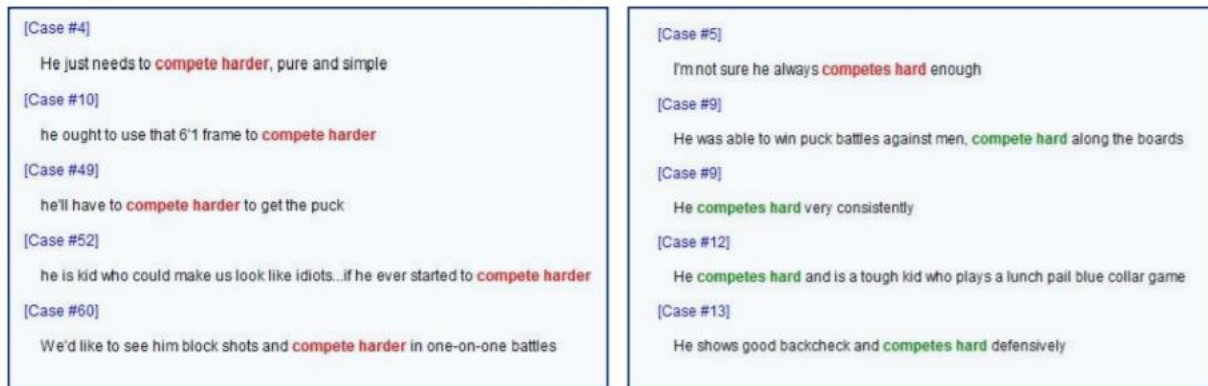 [Case #4]
He just needs to compete harder, pure and simple
[Case #10]
he ought to use that 6'1 frame to compete harder
[Case #49]
he'll have to compete harder to get the puck
[Case #52]
he is kid who could make us look like idiots...if he ever started to compete harder
[Case #60]
We'd like to see him block shots and compete harder in one-on-one battles
[Case #5]
I'm not sure he always competes hard enough
[Case #9]
He was able to win puck battles against men, compete hard along the boards
[Case #9]
He competes hard very consistently
[Case #12]
He competes hard and is a tough kid who plays a lunch pail blue collar game
[Case #13]
He shows good backcheck and competes hard defensively